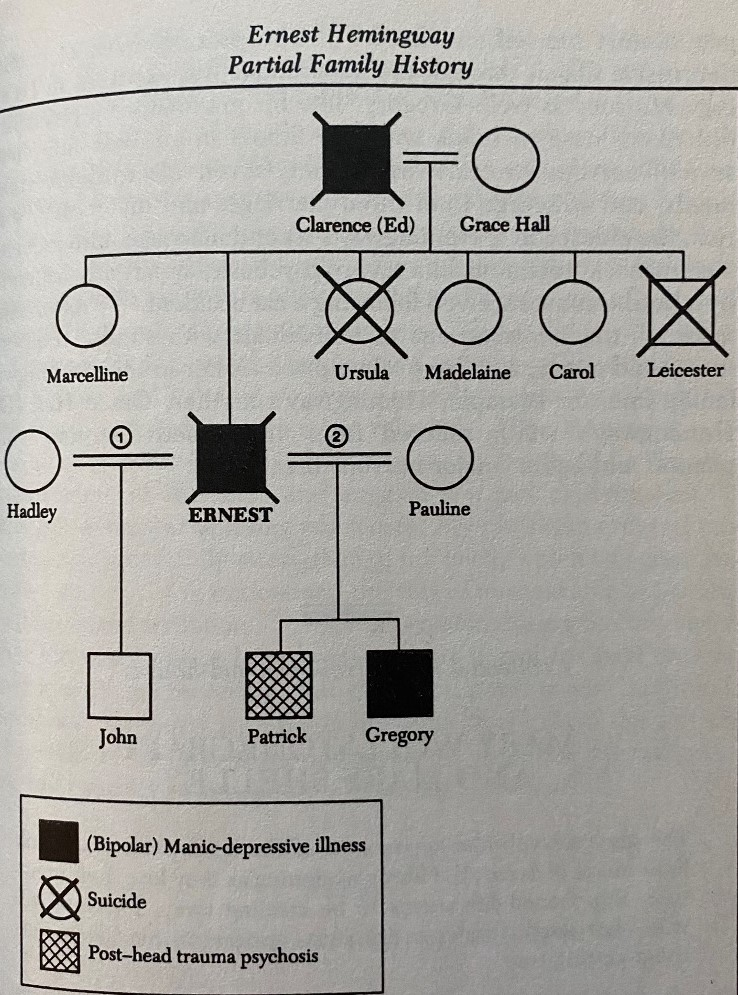 Ernest Hemingway
Partial Family History
Clarence (Ed) Grace Hall
Marcelline Ursula Madelaine Carol Leicester
1 2
Hadley ERNEST Pauline
John Patrick Gregory
(Bipolar) Manic-depressive illness
Suicide
Post–head trauma psychosis